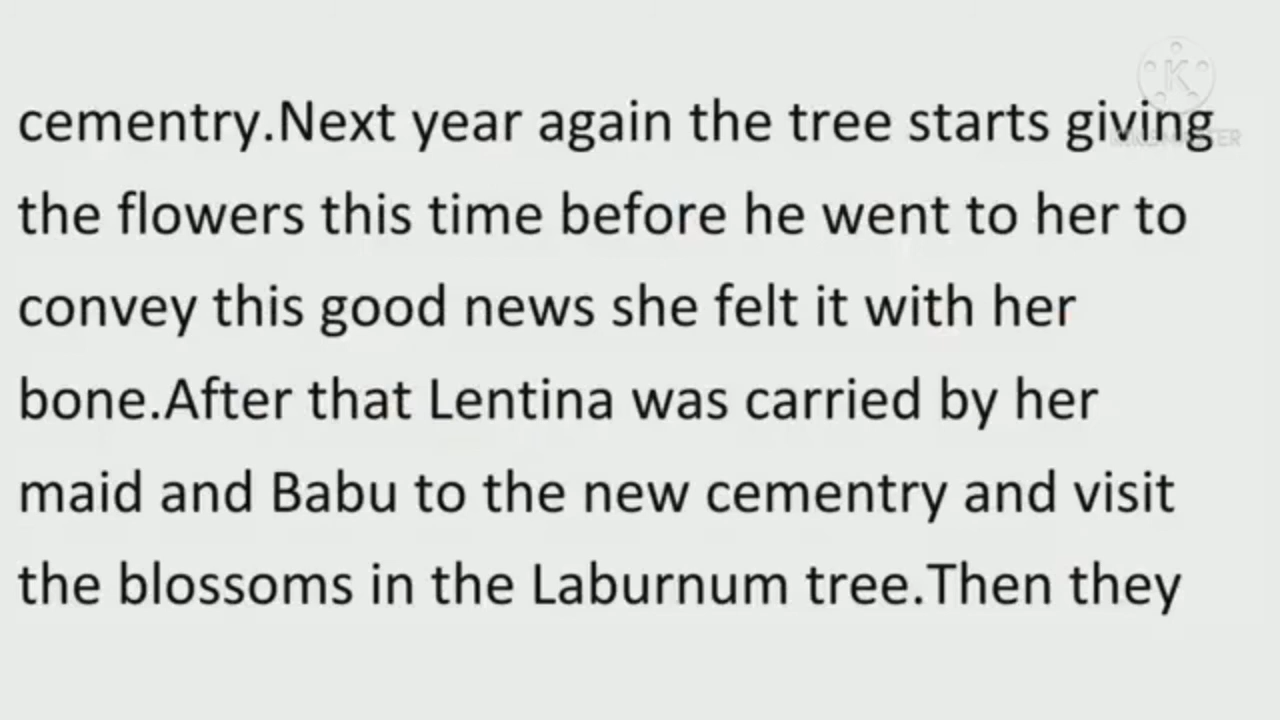 cementry.Next year again the tree starts giving
the flowers this time before he went to her to
convey this good news she felt it with her
bone.After that Lentina was carried by her
maid and Babu to the new cementry and visit
the blossoms in the Laburnum tree.Then they